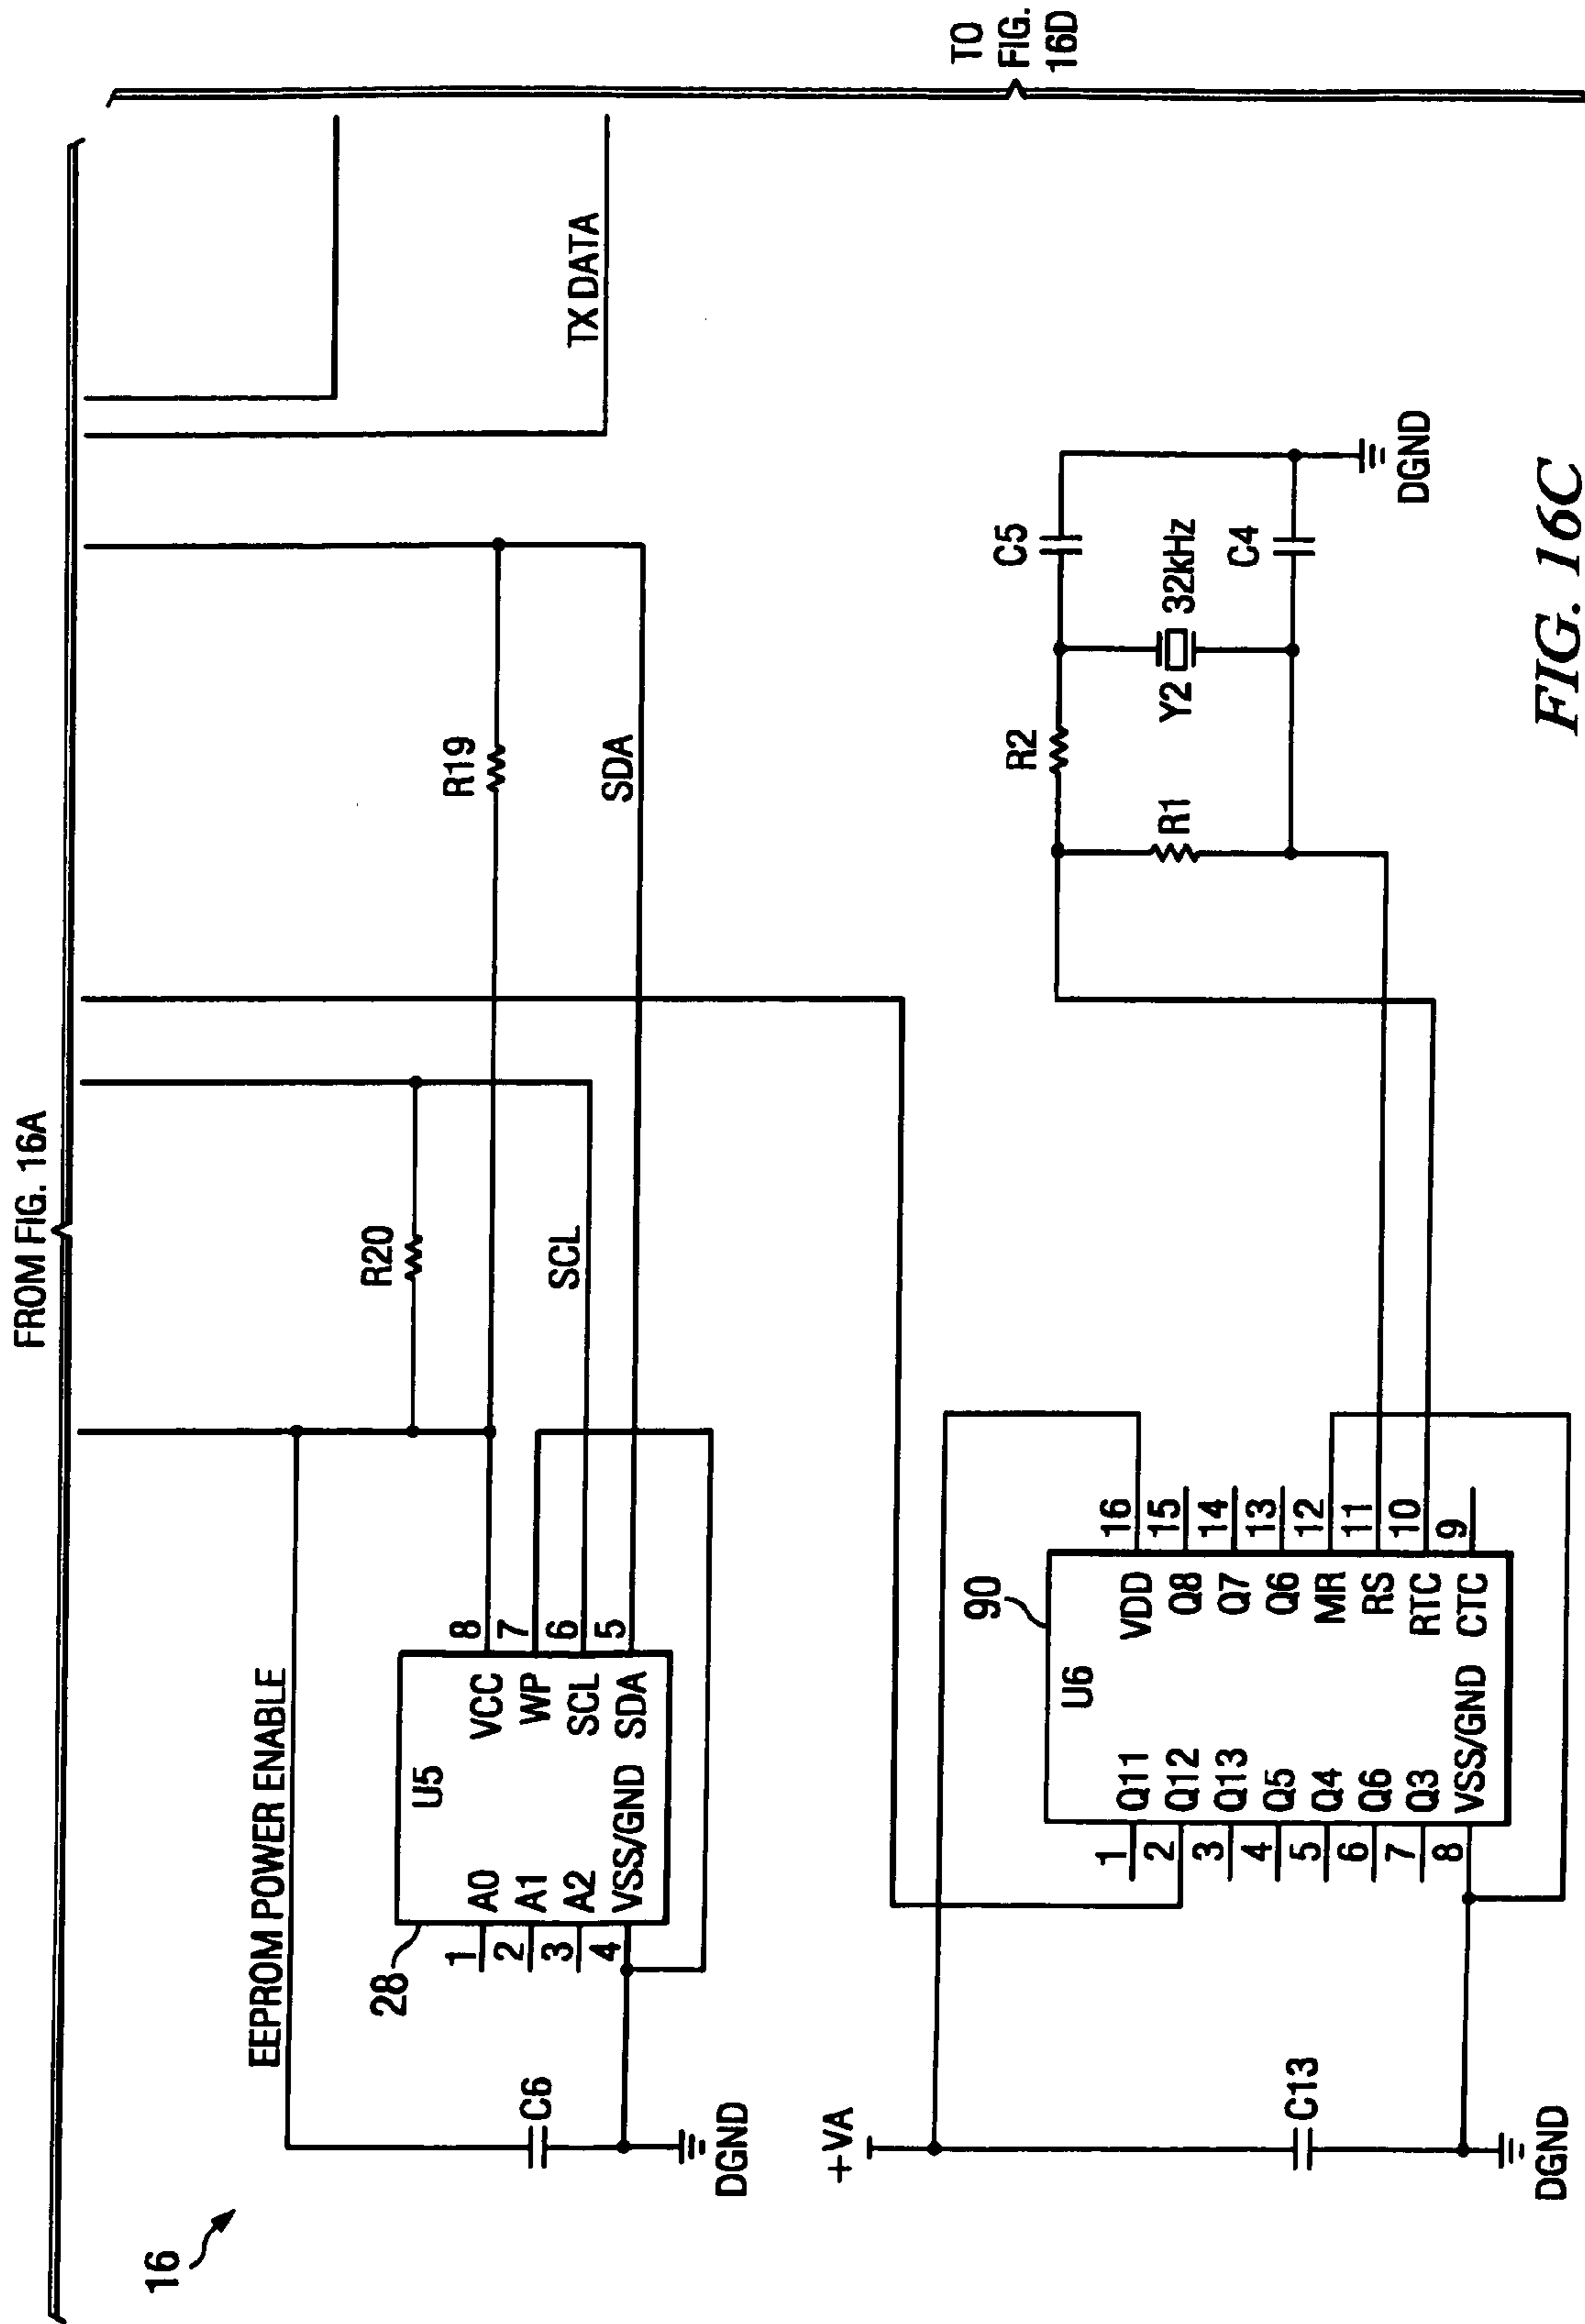 FROM FIG. 16A
16
EEPROM POWER ENABLE
R20
R19
SCL
SDA
TX DATA
TO
FIG.
16D
28
U5
1 A0
2 A1
3 A2
4 VSS/GND
VCC 8
WP 7
SCL 6
SDA 5
C6
DGND
+VA
90
U6
1 Q11
2 Q12
3 Q13
4 Q5
5 Q4
6 Q6
7 Q3
8 VSS/GND
VDD 16
Q8 15
Q7 14
Q6 13
MR 12
RS 11
RTC 10
CTC 9
C13
DGND
R2
R1
C5
Y2
32kHz
C4
DGND
FIG. 16C